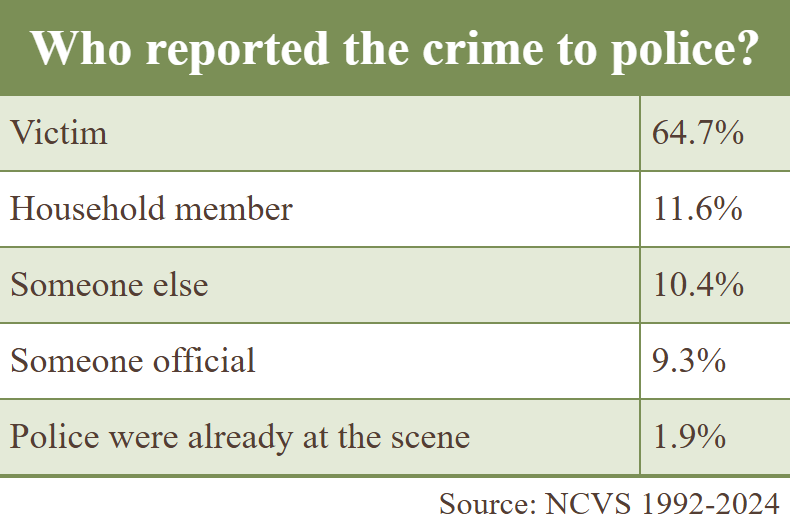 Who reported the crime to police?
Victim 64.7%
Household member 11.6%
Someone else 10.4%
Someone official 9.3%
Police were already at the scene 1.9%
Source: NCVS 1992-2024